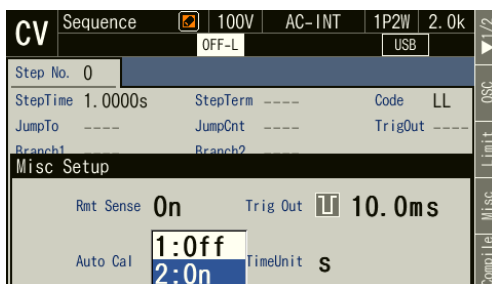 CV Sequence 100V AC-INT 1P2W 2.0k
OFF-L USB
▼1/2
Step No. 0
StepTime 1.0000s StepTerm ---- Code LL
JumpTo ---- JumpCnt ---- TrigOut ----
Branch1 Branch2
Misc Setup
Rmt Sense On Trig Out 10.0ms
Auto Cal 1:Off TimeUnit s
2:On
OSC
Limit
Misc
Compile